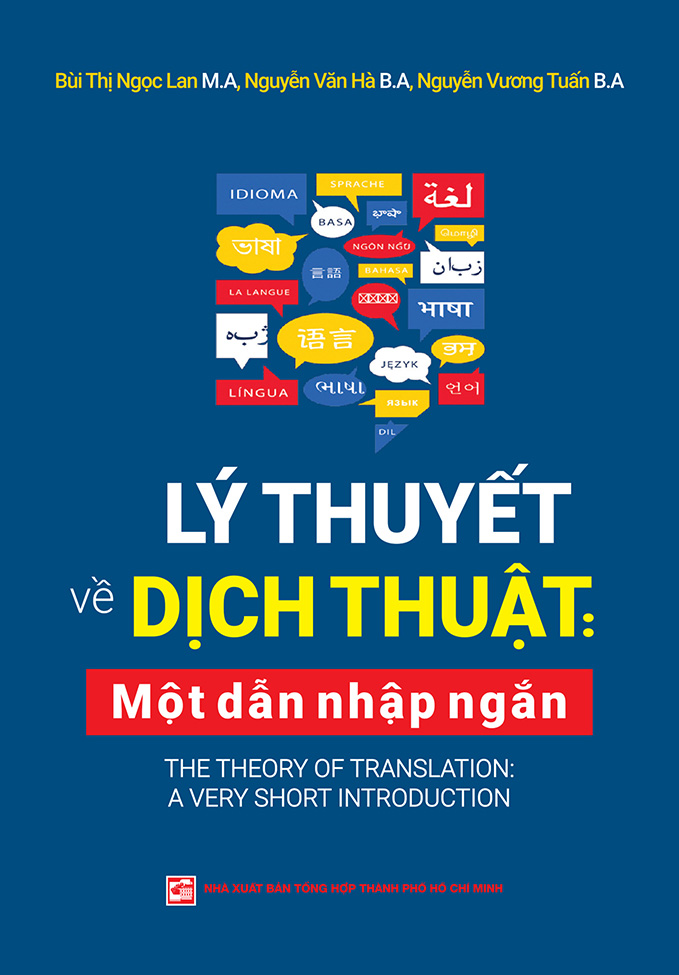 Bùi Thị Ngọc Lan M.A, Nguyễn Văn Hà B.A, Nguyễn Vương Tuấn B.A
IDIOMA
SPRACHE
لغة
BASA
భాషా
भाषा
மொழி
NGÔN NGỮ
言語
BAHASA
زبان
LA LANGUE
भाषा
ژبه
语言
JĘZYK
ਭਾਸ਼ਾ
LÍNGUA
ЯЗЫК
언어
DIL
LÝ THUYẾT
về DỊCH THUẬT:
Một dẫn nhập ngắn
THE THEORY OF TRANSLATION:
A VERY SHORT INTRODUCTION
NHÀ XUẤT BẢN TỔNG HỢP THÀNH PHỐ HỒ CHÍ MINH